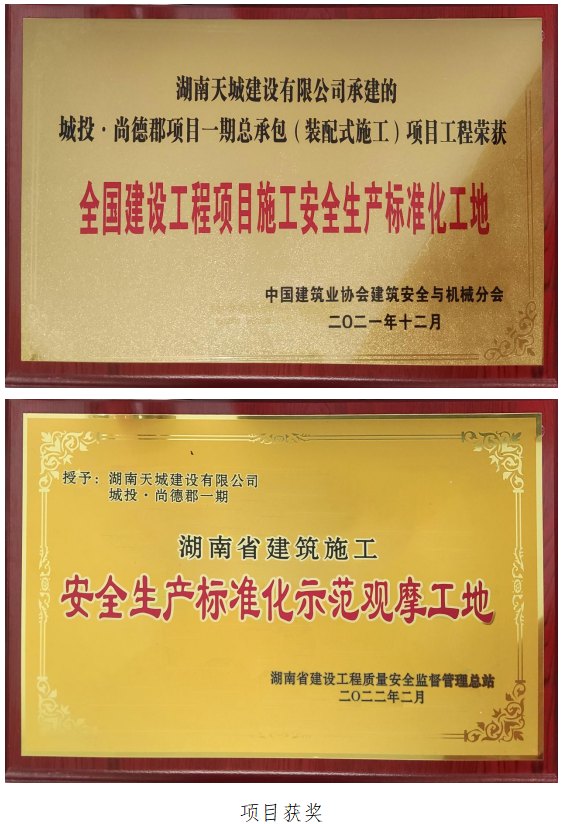 湖南天城建设有限公司承建的
城投·尚德郡项目一期总承包（装配式施工）项目工程荣获
全国建设工程项目施工安全生产标准化工地
中国建筑业协会建筑安全与机械分会
二〇二一年十二月
授予：湖南天城建设有限公司
城投·尚德郡一期
湖南省建筑施工
安全生产标准化示范观摩工地
湖南省建设工程质量安全监督管理总站
二〇二二年二月
项目获奖